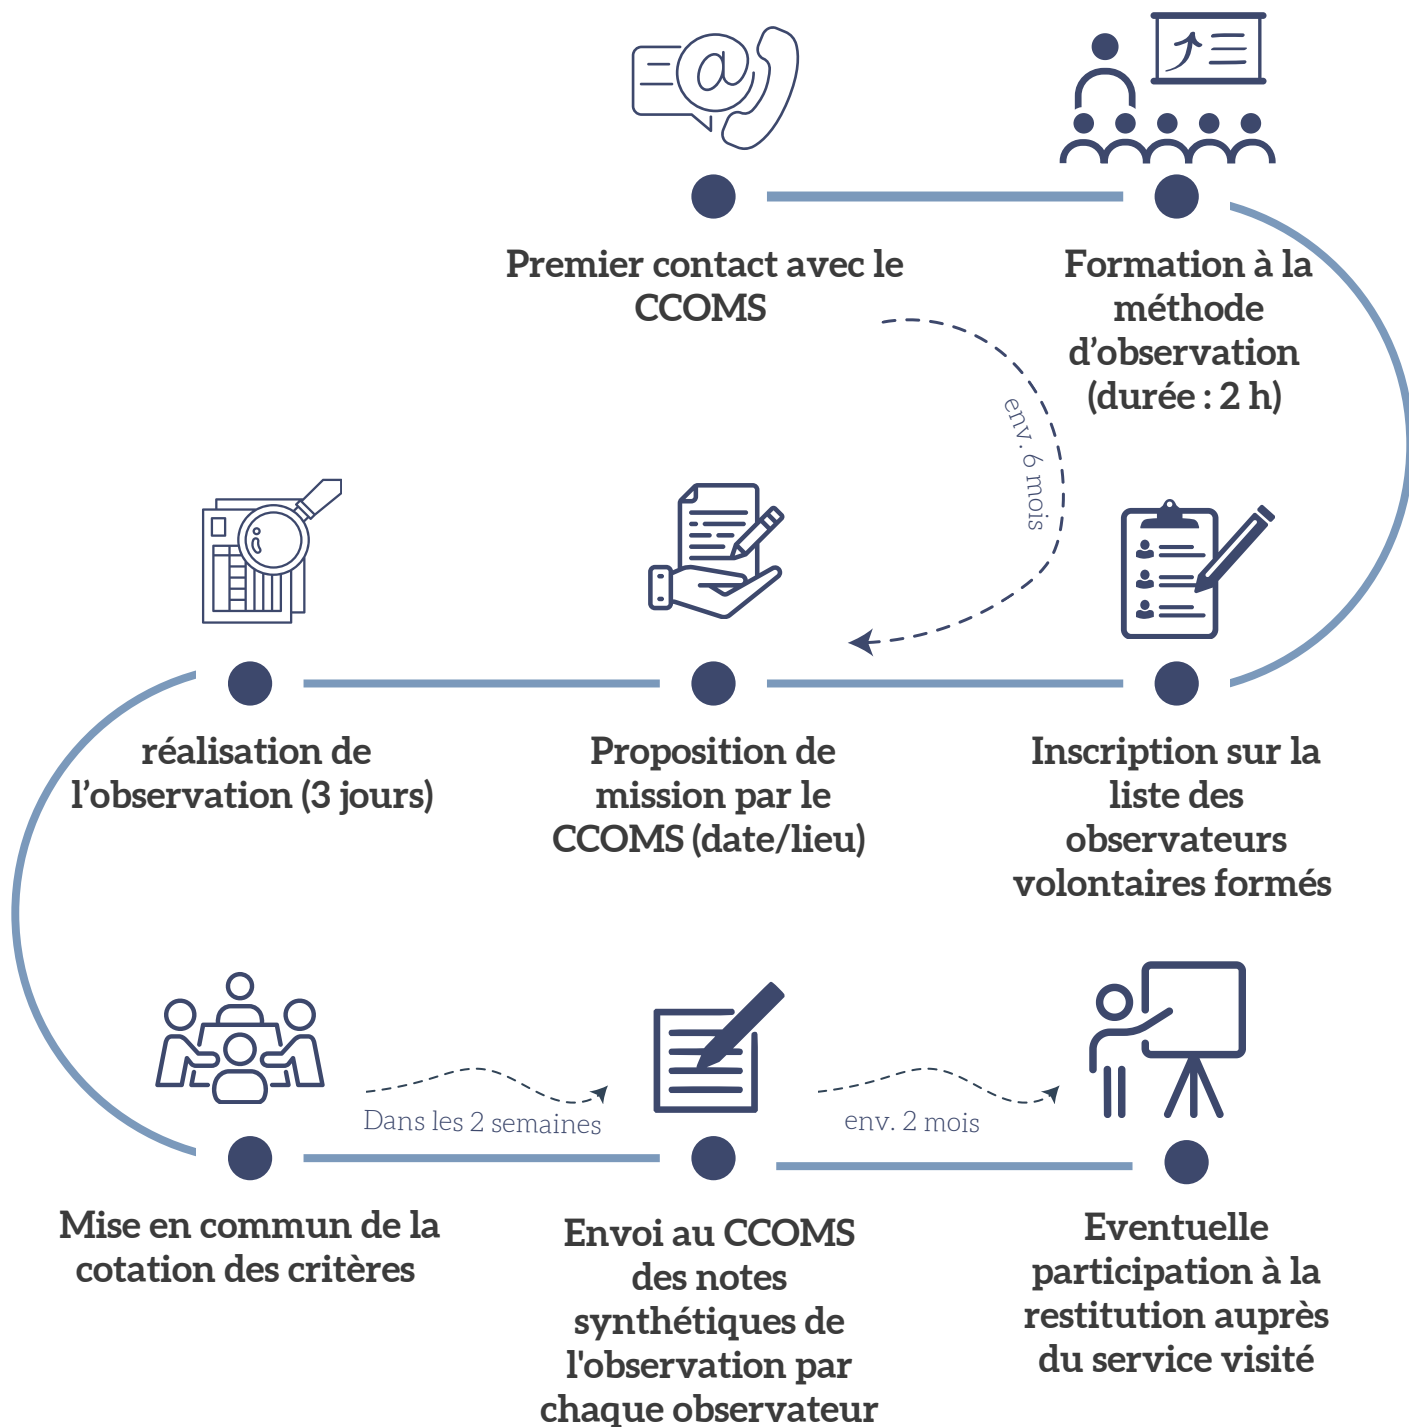 Premier contact avec le
CCOMS
Formation à la
méthode
d’observation
(durée : 2 h)
env. 6 mois
Inscription sur la
liste des
observateurs
volontaires formés
Proposition de
mission par le
CCOMS (date/lieu)
réalisation de
l’observation (3 jours)
Mise en commun de la
cotation des critères
Dans les 2 semaines
Envoi au CCOMS
des notes
synthétiques de
l'observation par
chaque observateur
env. 2 mois
Eventuelle
participation à la
restitution auprès
du service visité